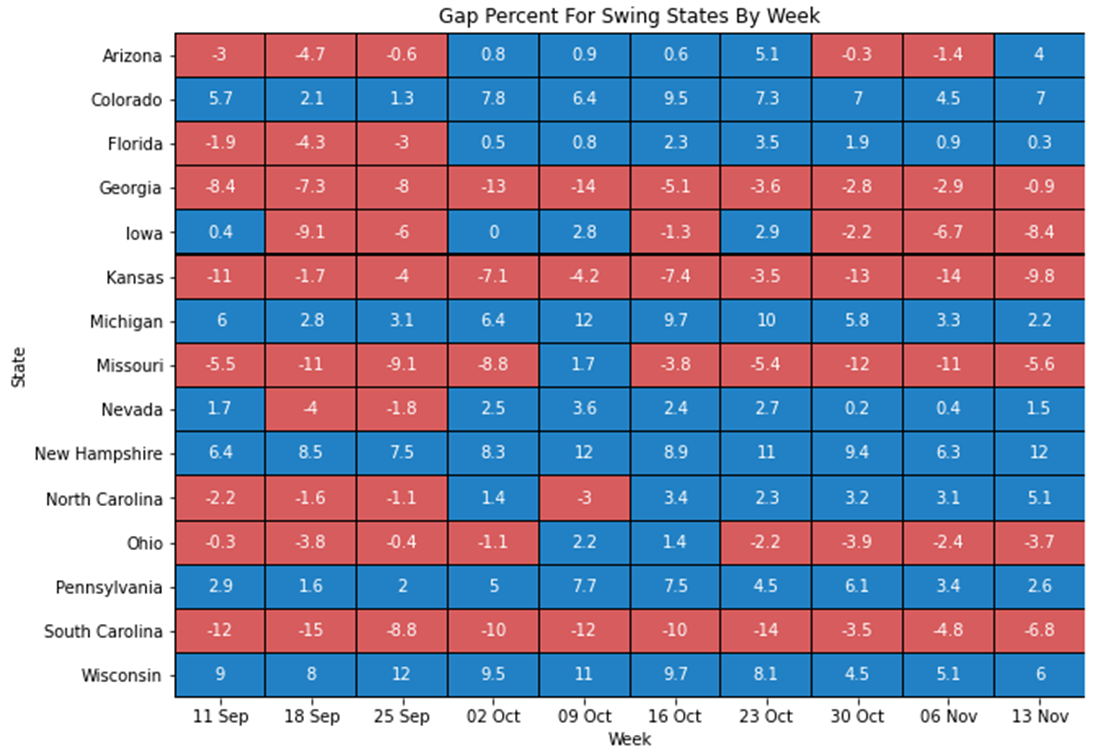 Gap Percent For Swing States By Week
Arizona -3 -4.7 -0.6 0.8 0.9 0.6 5.1 -0.3 -1.4 4
Colorado 5.7 2.1 1.3 7.8 6.4 9.5 7.3 7 4.5 7
Florida -1.9 -4.3 -3 0.5 0.8 2.3 3.5 1.9 0.9 0.3
Georgia -8.4 -7.3 -8 -13 -14 -5.1 -3.6 -2.8 -2.9 -0.9
Iowa 0.4 -9.1 -6 0 2.8 -1.3 2.9 -2.2 -6.7 -8.4
Kansas -11 -1.7 -4 -7.1 -4.2 -7.4 -3.5 -13 -14 -9.8
Michigan 6 2.8 3.1 6.4 12 9.7 10 5.8 3.3 2.2
State
Missouri -5.5 -11 -9.1 -8.8 1.7 -3.8 -5.4 -12 -11 -5.6
Nevada 1.7 -4 -1.8 2.5 3.6 2.4 2.7 0.2 0.4 1.5
New Hampshire 6.4 8.5 7.5 8.3 12 8.9 11 9.4 6.3 12
North Carolina -2.2 -1.6 -1.1 1.4 -3 3.4 2.3 3.2 3.1 5.1
Ohio -0.3 -3.8 -0.4 -1.1 2.2 1.4 -2.2 -3.9 -2.4 -3.7
Pennsylvania 2.9 1.6 2 5 7.7 7.5 4.5 6.1 3.4 2.6
South Carolina -12 -15 -8.8 -10 -12 -10 -14 -3.5 -4.8 -6.8
Wisconsin 9 8 12 9.5 11 9.7 8.1 4.5 5.1 6
11 Sep 18 Sep 25 Sep 02 Oct 09 Oct 16 Oct 23 Oct 30 Oct 06 Nov 13 Nov
Week